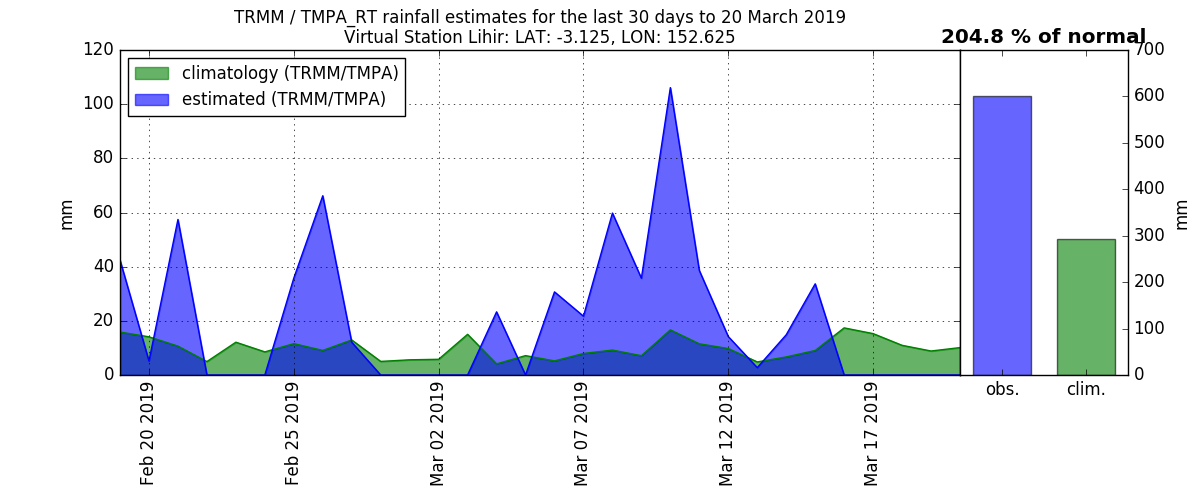 TRMM / TMPA_RT rainfall estimates for the last 30 days to 20 March 2019
Virtual Station Lihir: LAT: -3.125, LON: 152.625
204.8 % of normal
climatology (TRMM/TMPA)
estimated (TRMM/TMPA)
120
100
80
60
40
20
0
mm
Feb 20 2019
Feb 25 2019
Mar 02 2019
Mar 07 2019
Mar 12 2019
Mar 17 2019
700
600
500
400
300
200
100
0
mm
obs.
clim.